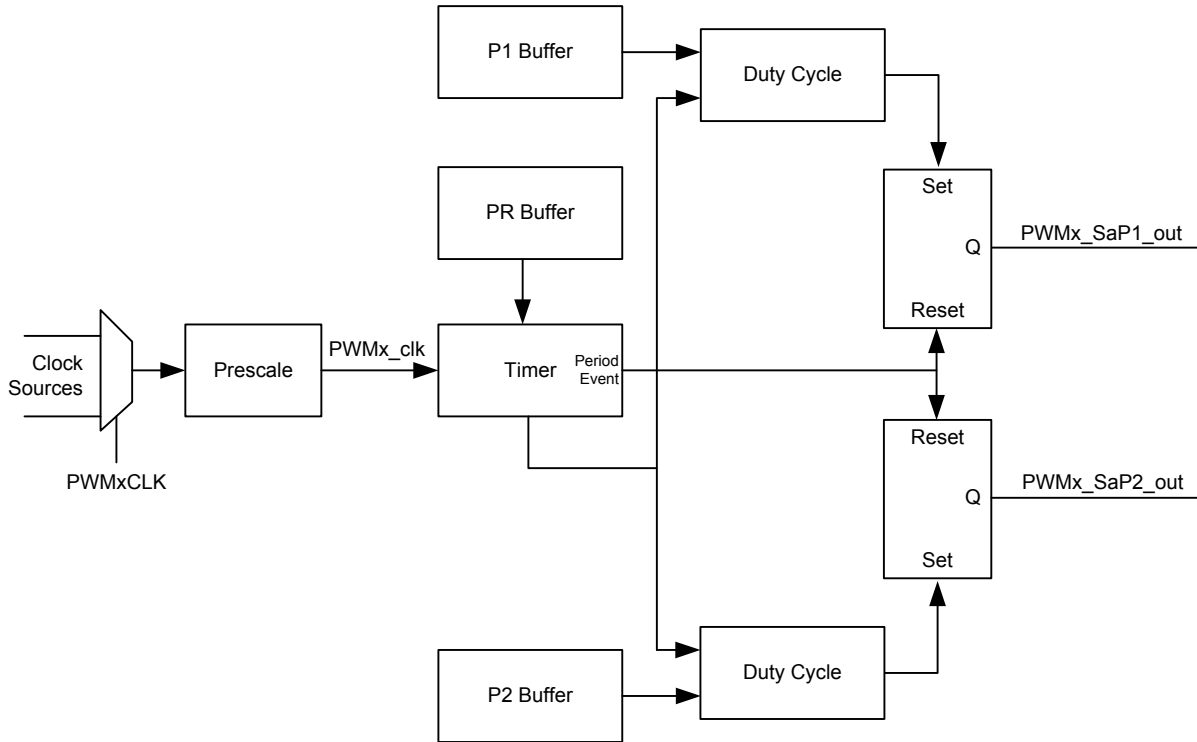 P1 Buffer
Duty Cycle
Set
Q
Reset
PWMx_SaP1_out
PR Buffer
Clock
Sources
PWMxCLK
Prescale
PWMx_clk
Timer
Period
Event
Reset
Q
Set
PWMx_SaP2_out
P2 Buffer
Duty Cycle